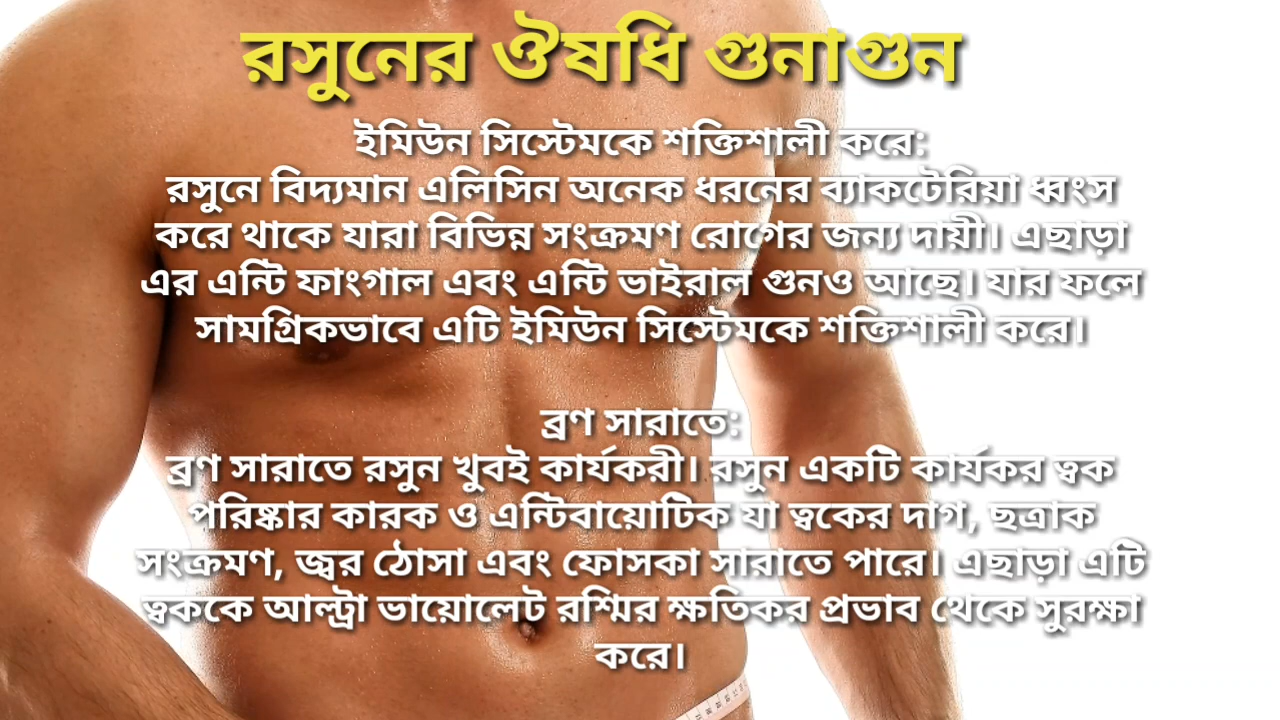 রসুনের ঔষধি গুনাগুন
ইমিউন সিস্টেমকে শক্তিশালী করে:
রসুনে বিদ্যমান এলিসিন অনেক ধরনের ব্যাকটেরিয়া ধ্বংস
করে থাকে যারা বিভিন্ন সংক্রমণ রোগের জন্য দায়ী। এছাড়া
এর এন্টি ফাংগাল এবং এন্টি ভাইরাল গুনও আছে। যার ফলে
সামগ্রিকভাবে এটি ইমিউন সিস্টেমকে শক্তিশালী করে।
ব্রণ সারাতে:
ব্রণ সারাতে রসুন খুবই কার্যকরী। রসুন একটি কার্যকর ত্বক
পরিষ্কার কারক ও এন্টিবায়োটিক যা ত্বকের দাগ, ছত্রাক
সংক্রমণ, জ্বর ঠোসা এবং ফোসকা সারাতে পারে। এছাড়া এটি
ত্বককে আল্ট্রা ভায়োলেট রশ্মির ক্ষতিকর প্রভাব থেকে সুরক্ষা
করে।